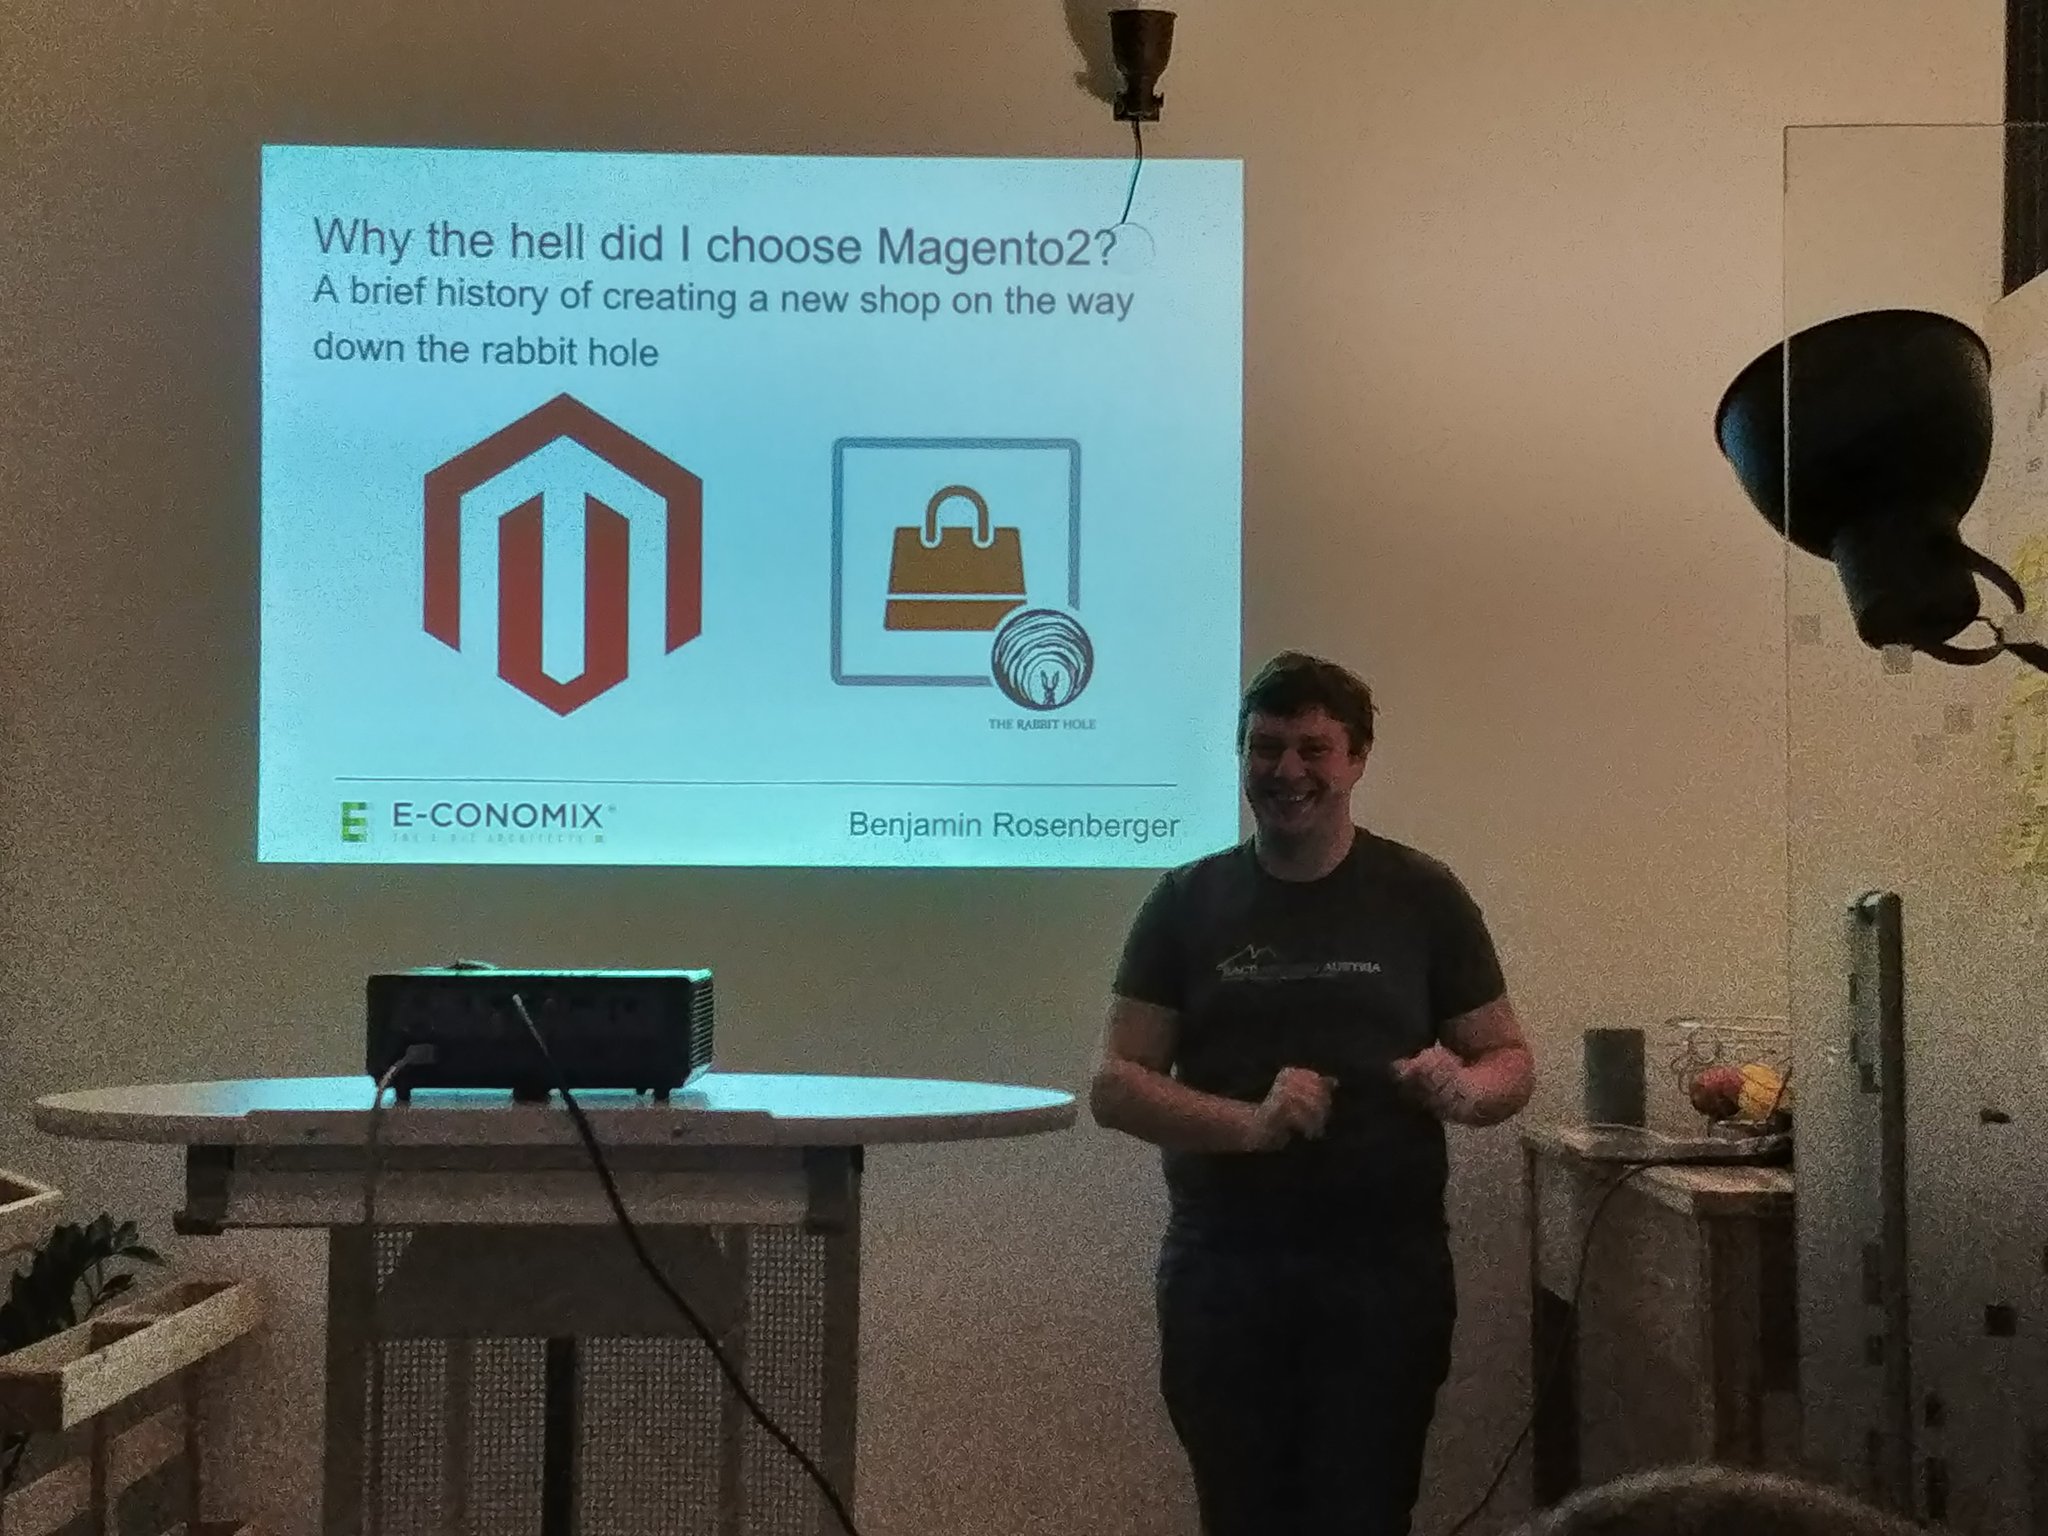 Why the hell did I choose Magento2?
A brief history of creating a new shop on the way
down the rabbit hole
THE RABBIT HOLE
E-CONOMIX
Benjamin Rosenberger
AUSTRIA